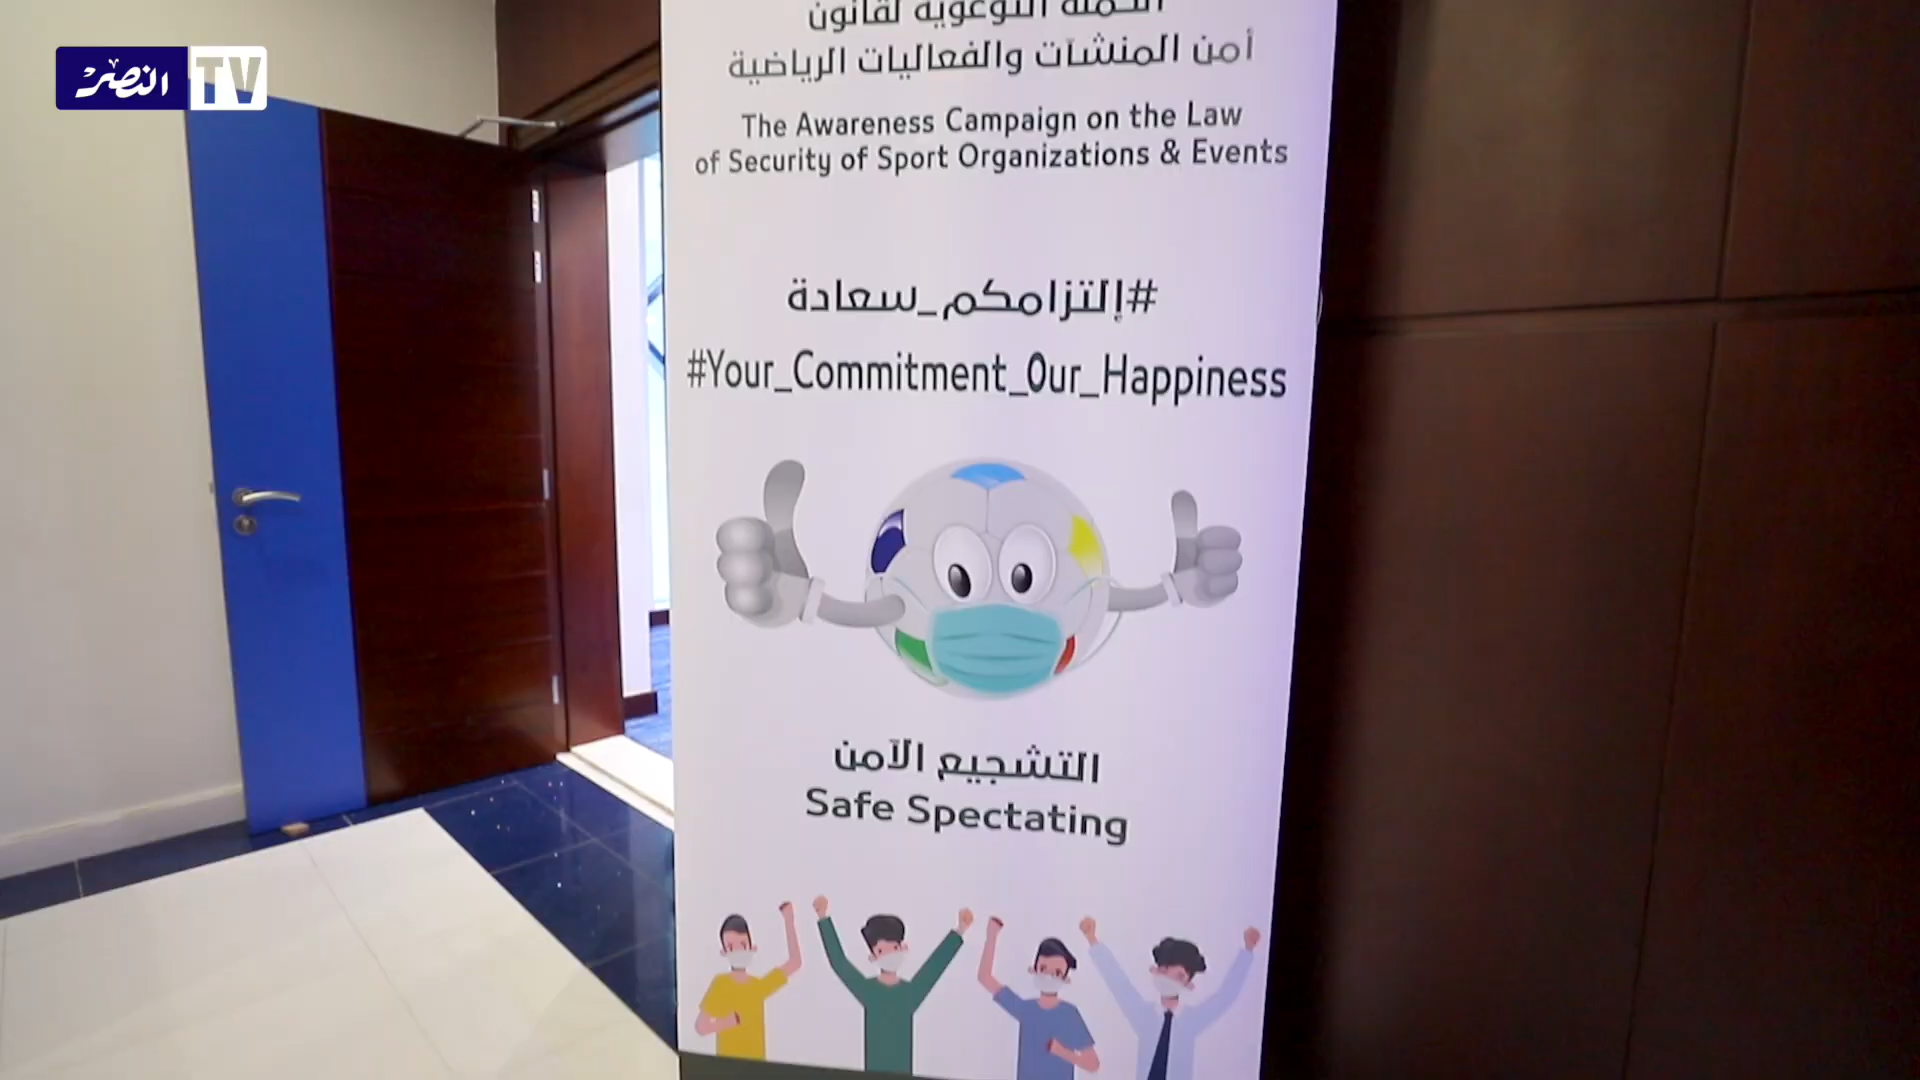 النصر TV
الحملة التوعوية لقانون
أمن المنشآت والفعاليات الرياضية
The Awareness Campaign on the Law
of Security of Sport Organizations & Events
#إلتزامكم_سعادة
#Your_Commitment_Our_Happiness
التشجيع الآمن
Safe Spectating